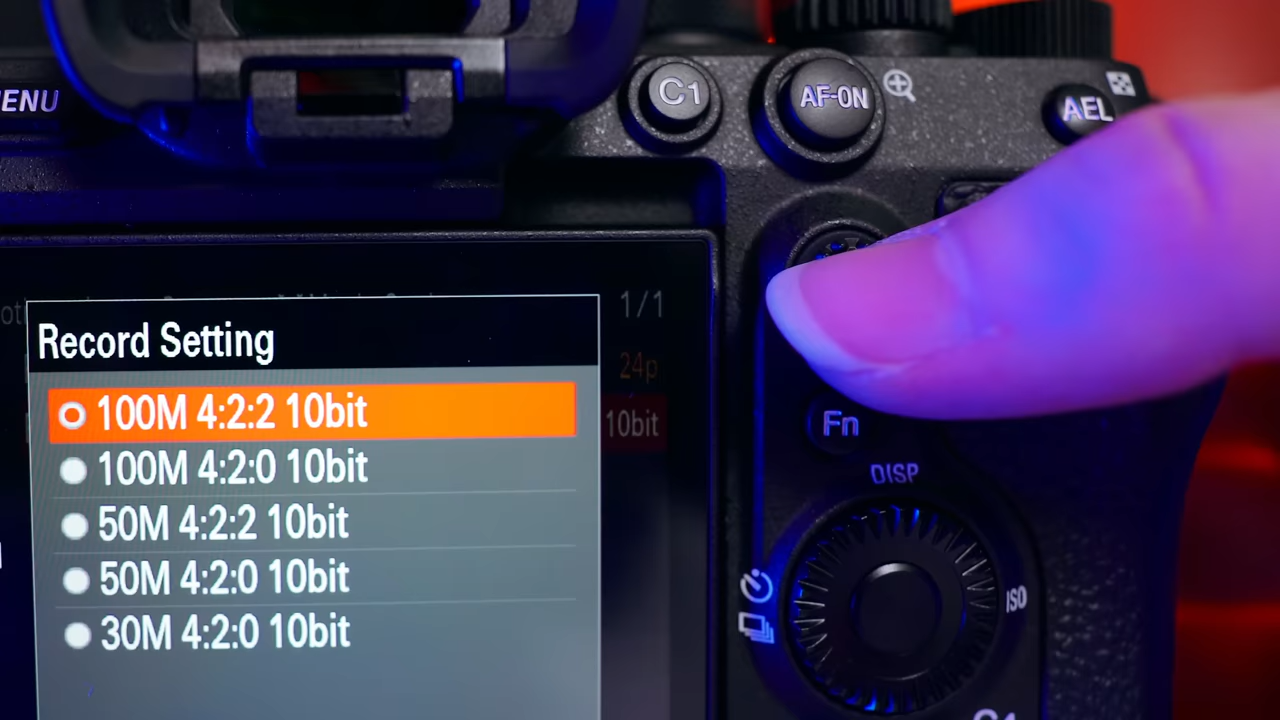 ENU
C1
AF-ON
AEL
1/1
Record Setting
24p
100M 4:2:2 10bit
10bit
100M 4:2:0 10bit
50M 4:2:2 10bit
50M 4:2:0 10bit
30M 4:2:0 10bit
Fn
DISP
ISO